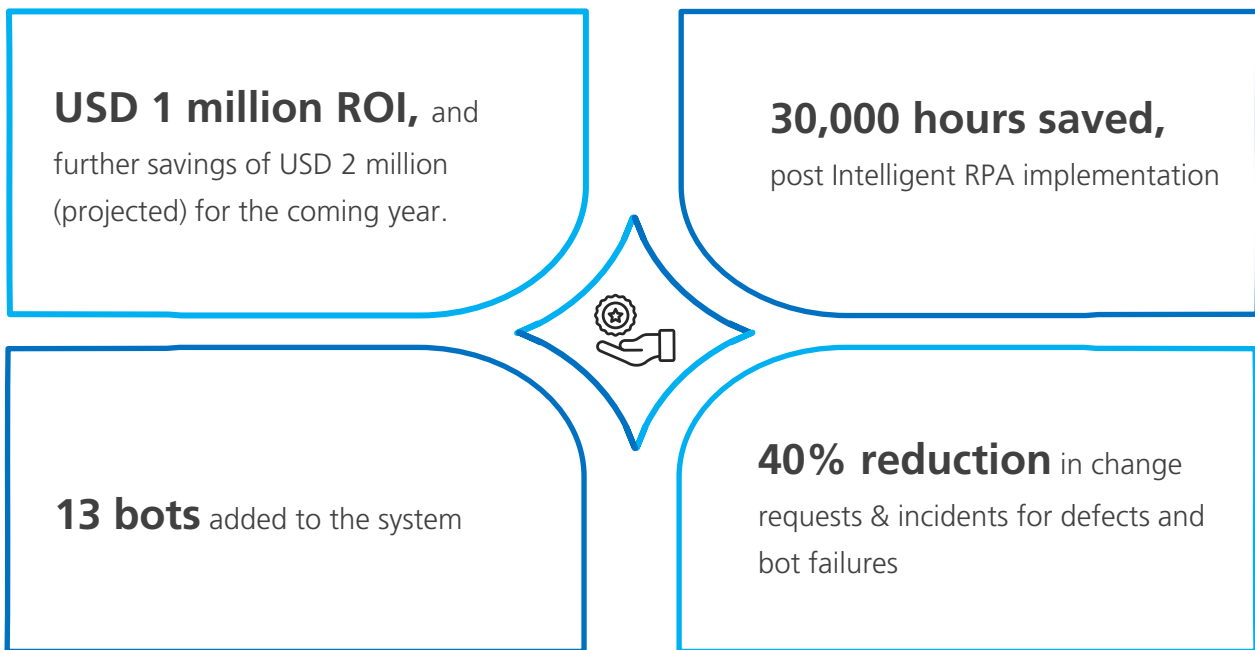 USD 1 million ROI, and
further savings of USD 2 million
(projected) for the coming year.
30,000 hours saved,
post Intelligent RPA implementation
13 bots added to the system
40% reduction in change
requests & incidents for defects and
bot failures